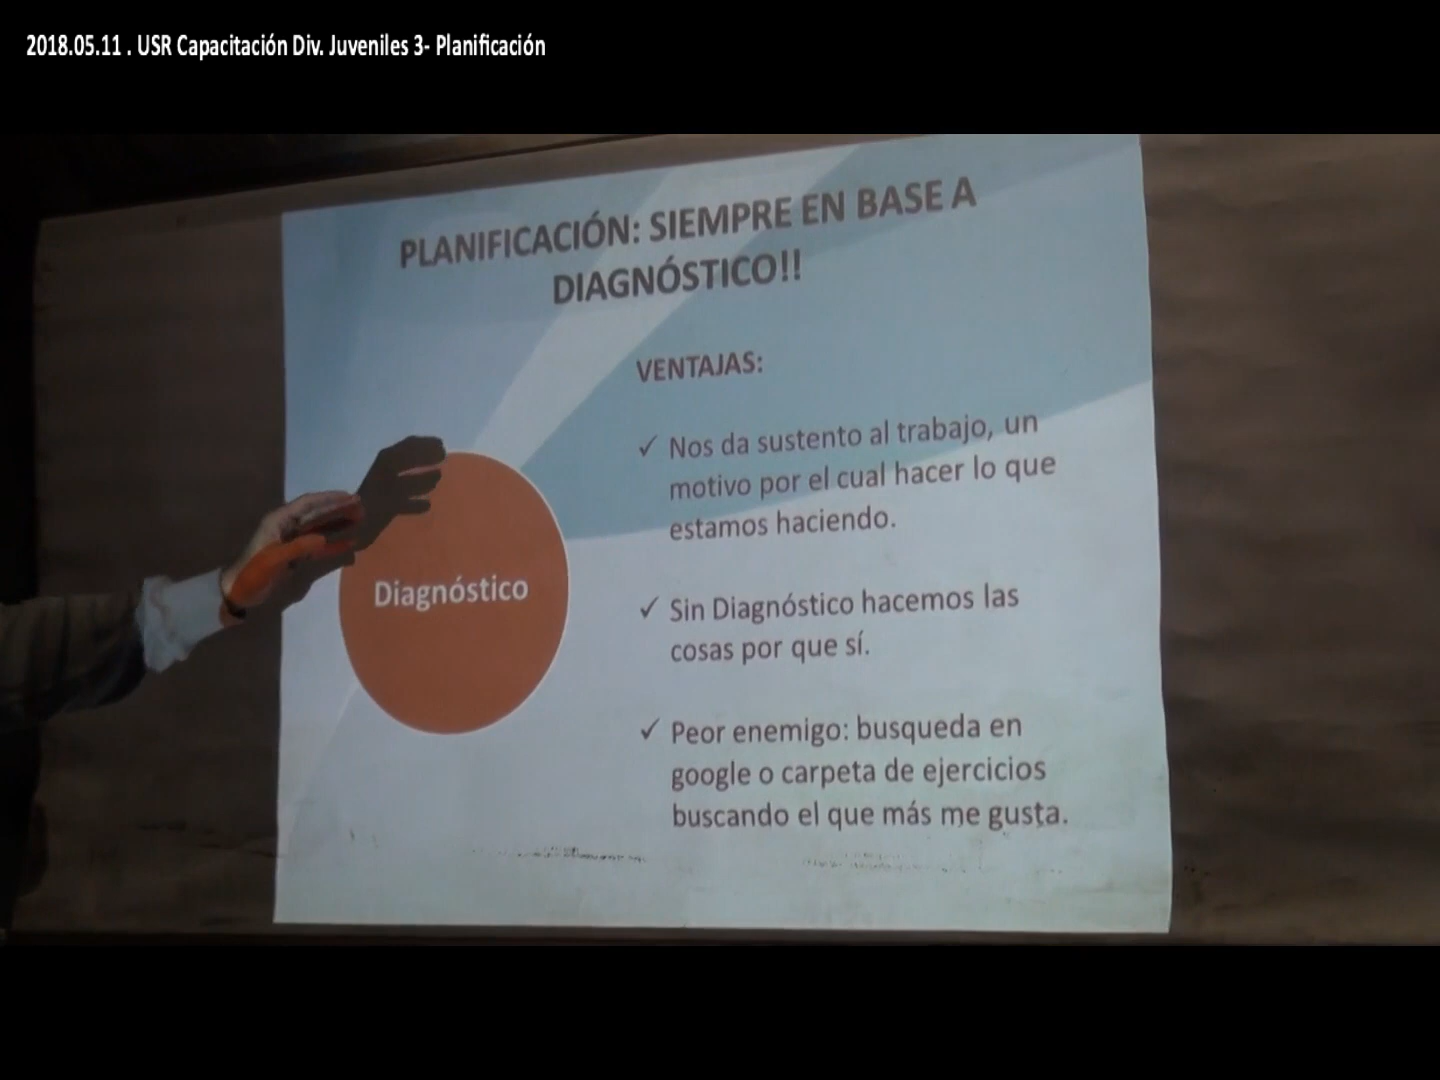 2018.05.11 . USR Capacitación Div. Juveniles 3- Planificación
PLANIFICACIÓN: SIEMPRE EN BASE A
DIAGNÓSTICO!!
VENTAJAS:
✓ Nos da sustento al trabajo, un
motivo por el cual hacer lo que
estamos haciendo.
Diagnóstico
✓ Sin Diagnóstico hacemos las
cosas por que sí.
✓ Peor enemigo: busqueda en
google o carpeta de ejercicios
buscando el que más me gusta.